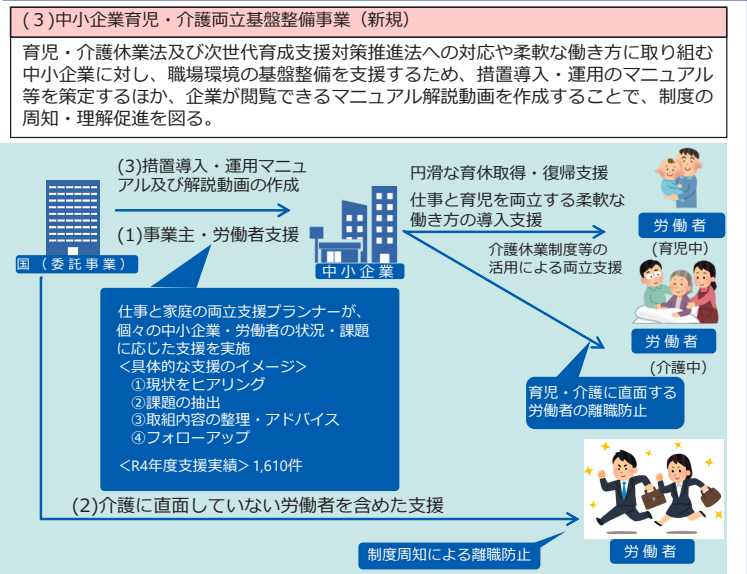 (3)中小企業育児・介護両立基盤整備事業（新規）
育児・介護休業法及び次世代育成支援対策推進法への対応や柔軟な働き方に取り組む
中小企業に対し、職場環境の基盤整備を支援するため、措置導入・運用のマニュアル
等を策定するほか、企業が閲覧できるマニュアル解説動画を作成することで、制度の
周知・理解促進を図る。
(3)措置導入・運用マニュ
アル及び解説動画の作成
(1)事業主・労働者支援
国（委託事業）
中小企業
円滑な育休取得・復帰支援
仕事と育児を両立する柔軟な
働き方の導入支援
介護休業制度等の
活用による両立支援
労働者
(育児中)
労働者
(介護中)
仕事と家庭の両立支援プランナーが、
個々の中小企業・労働者の状況・課題
に応じた支援を実施
＜具体的な支援のイメージ＞
①現状をヒアリング
②課題の抽出
③取組内容の整理・アドバイス
④フォローアップ
＜R4年度支援実績＞1,610件
育児・介護に直面する
労働者の離職防止
(2)介護に直面していない労働者を含めた支援
制度周知による離職防止
労働者